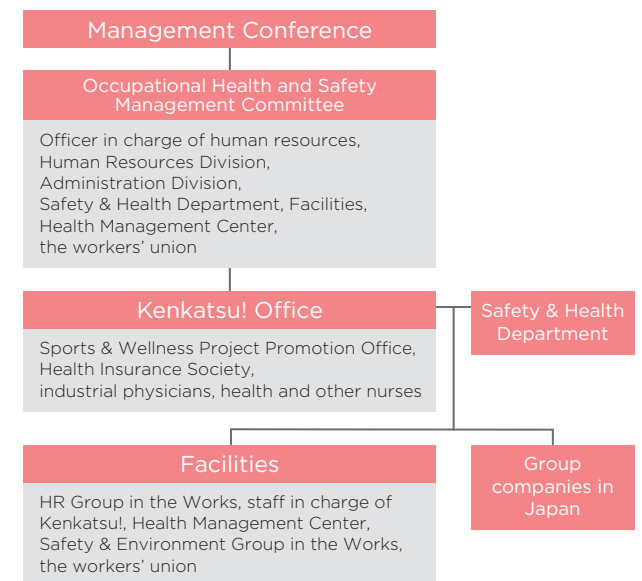 Management Conference
Occupational Health and Safety
Management Committee
Officer in charge of human resources,
Human Resources Division,
Administration Division,
Safety & Health Department, Facilities,
Health Management Center,
the workers' union
Kenkatsu! Office
Sports & Wellness Project Promotion Office,
Health Insurance Society,
industrial physicians, health and other nurses
Safety & Health
Department
Facilities
HR Group in the Works, staff in charge of
Kenkatsu!, Health Management Center,
Safety & Environment Group in the Works,
the workers' union
Group
companies in
Japan